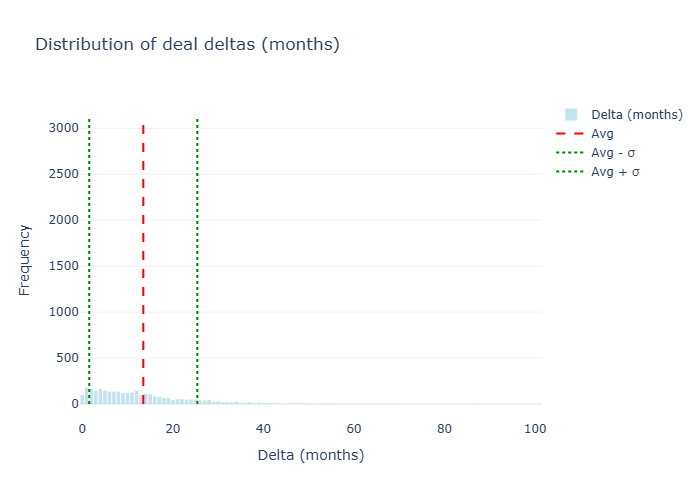 Distribution of deal deltas (months)
Delta (months)
Avg
Avg - σ
Avg + σ
3000
2500
2000
1500
1000
500
0
Frequency
0 20 40 60 80 100
Delta (months)